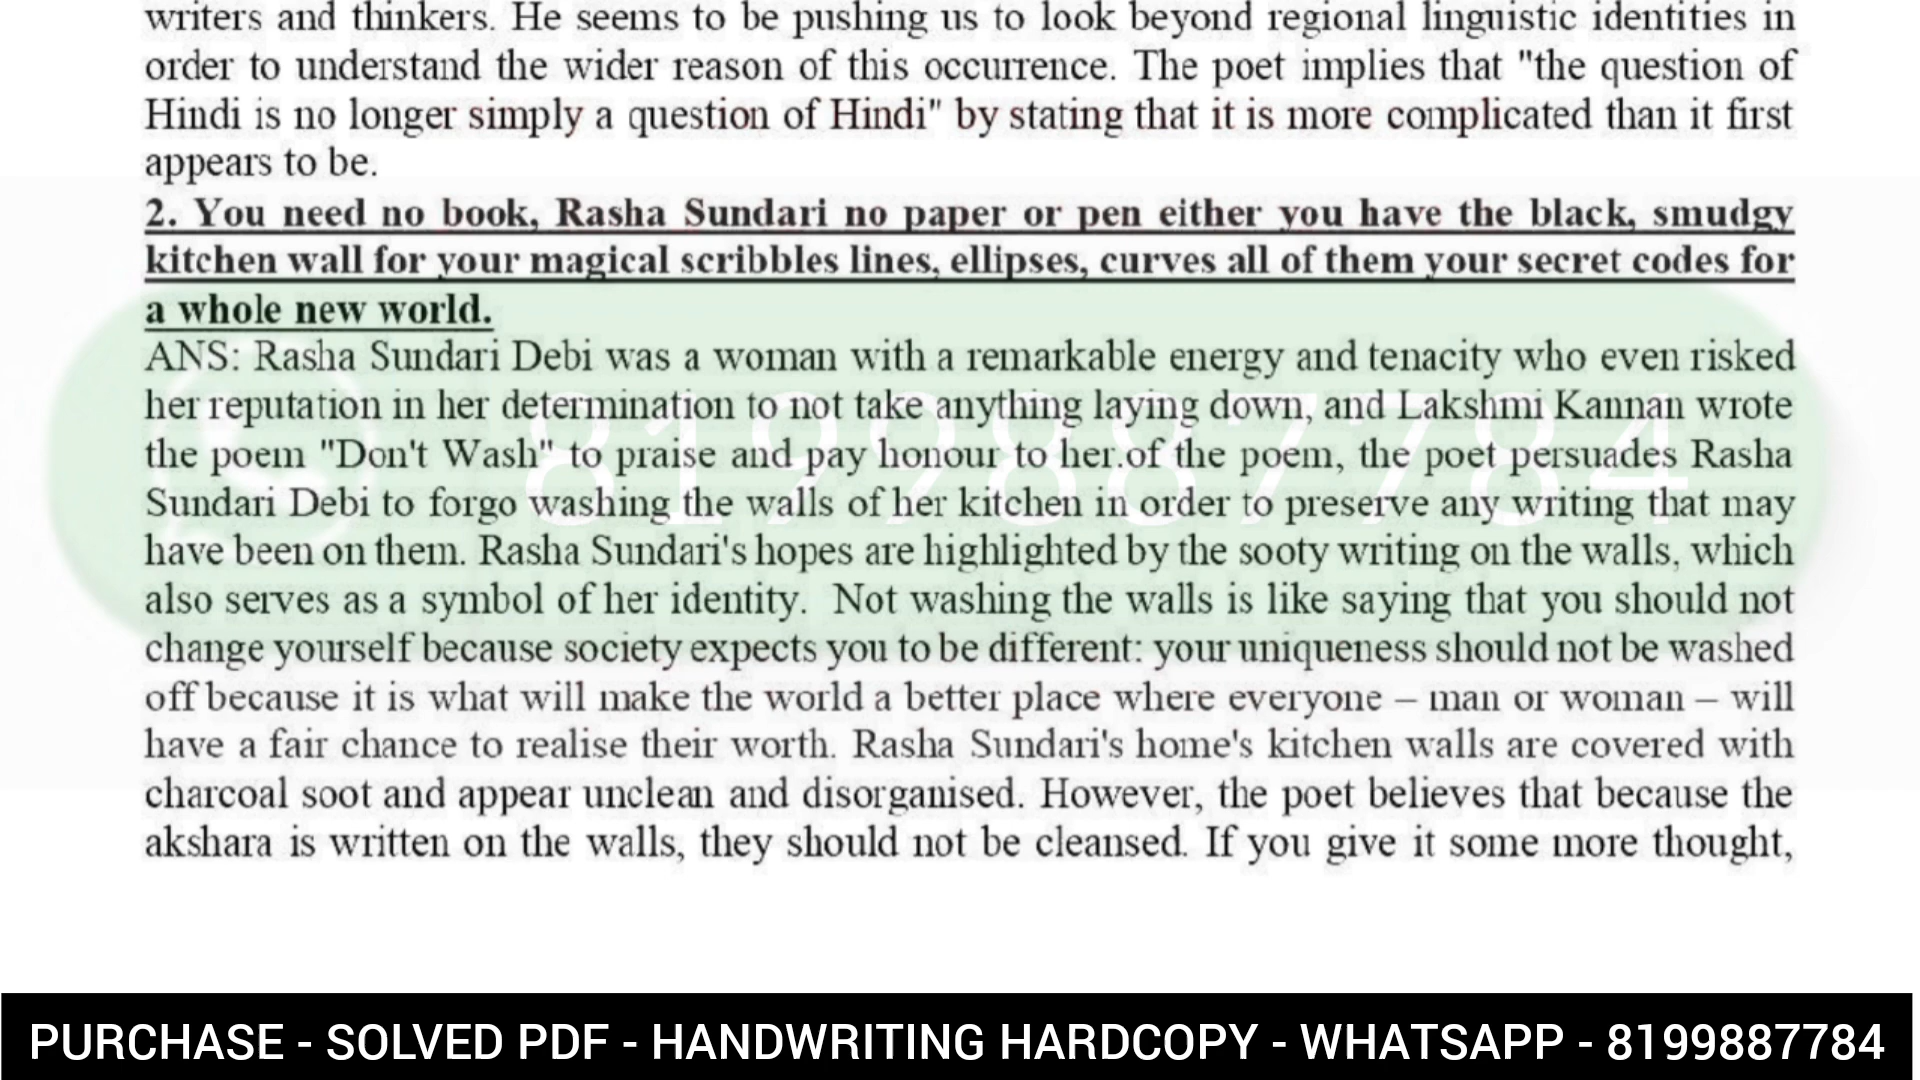 writers and thinkers. He seems to be pushing us to look beyond regional linguistic identities in
order to understand the wider reason of this occurrence. The poet implies that "the question of
Hindi is no longer simply a question of Hindi" by stating that it is more complicated than it first
appears to be.
2. You need no book, Rasha Sundari no paper or pen either you have the black, smudgy
kitchen wall for your magical scribbles lines, ellipses, curves all of them your secret codes for
a whole new world.
ANS: Rasha Sundari Debi was a woman with a remarkable energy and tenacity who even risked
her reputation in her determination to not take anything laying down, and Lakshmi Kannan wrote
the poem "Don't Wash" to praise and pay honour to her.of the poem, the poet persuades Rasha
Sundari Debi to forgo washing the walls of her kitchen in order to preserve any writing that may
have been on them. Rasha Sundari's hopes are highlighted by the sooty writing on the walls, which
also serves as a symbol of her identity. Not washing the walls is like saying that you should not
change yourself because society expects you to be different: your uniqueness should not be washed
off because it is what will make the world a better place where everyone – man or woman – will
have a fair chance to realise their worth. Rasha Sundari's home's kitchen walls are covered with
charcoal soot and appear unclean and disorganised. However, the poet believes that because the
akshara is written on the walls, they should not be cleansed. If you give it some more thought,
8199887784
PURCHASE - SOLVED PDF - HANDWRITING HARDCOPY - WHATSAPP - 8199887784